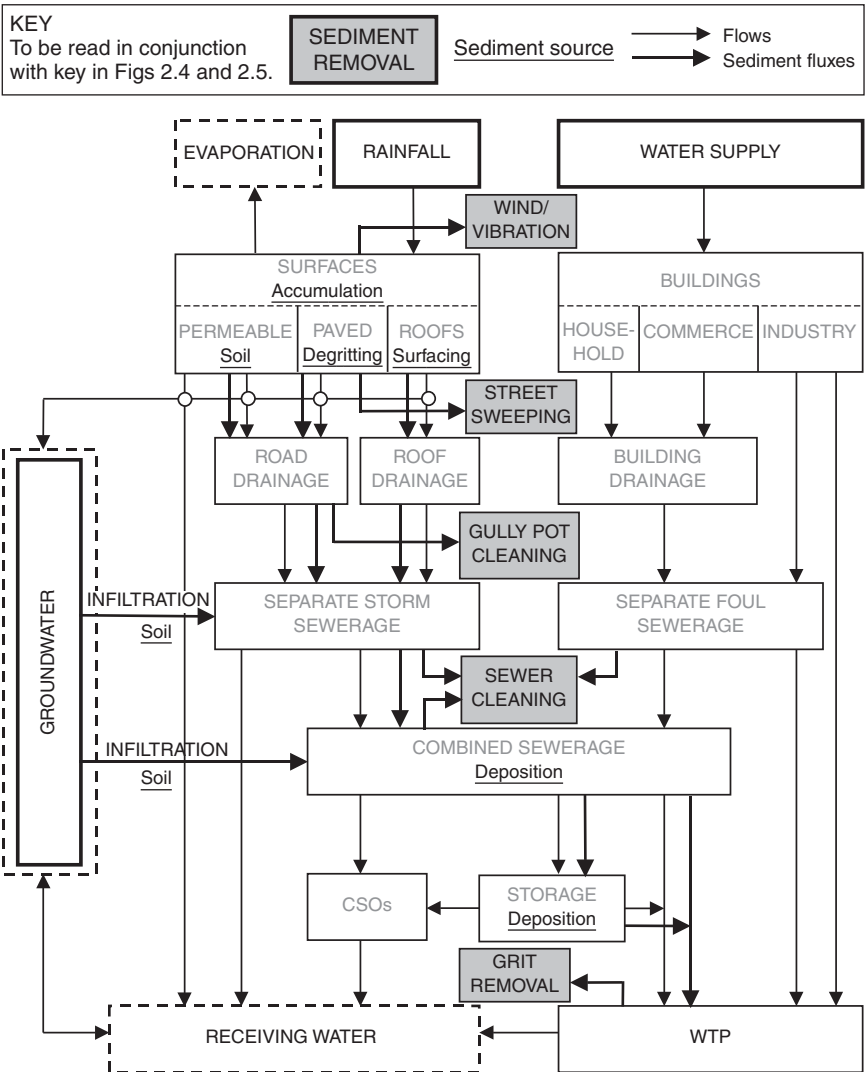 KEY
To be read in conjunction
with key in Figs 2.4 and 2.5.
SEDIMENT
REMOVAL
Sediment source
Flows
Sediment fluxes
EVAPORATION
RAINFALL
WATER SUPPLY
WIND/
VIBRATION
SURFACES
Accumulation
BUILDINGS
PERMEABLE
Soil
PAVED
Degritting
ROOFS
Surfacing
HOUSE-
HOLD
COMMERCE
INDUSTRY
STREET
SWEEPING
ROAD
DRAINAGE
ROOF
DRAINAGE
BUILDING
DRAINAGE
GULLY POT
CLEANING
GROUNDWATER
INFILTRATION
Soil
SEPARATE STORM
SEWERAGE
SEPARATE FOUL
SEWERAGE
SEWER
CLEANING
INFILTRATION
Soil
COMBINED SEWERAGE
Deposition
CSOs
STORAGE
Deposition
GRIT
REMOVAL
RECEIVING WATER
WTP